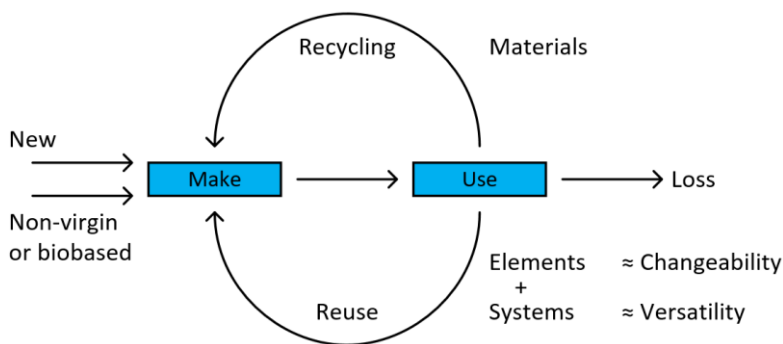 Recycling
Materials
New
Make
Use
Loss
Non-virgin
or biobased
Elements ≈ Changeability
+
Reuse
Systems ≈ Versatility